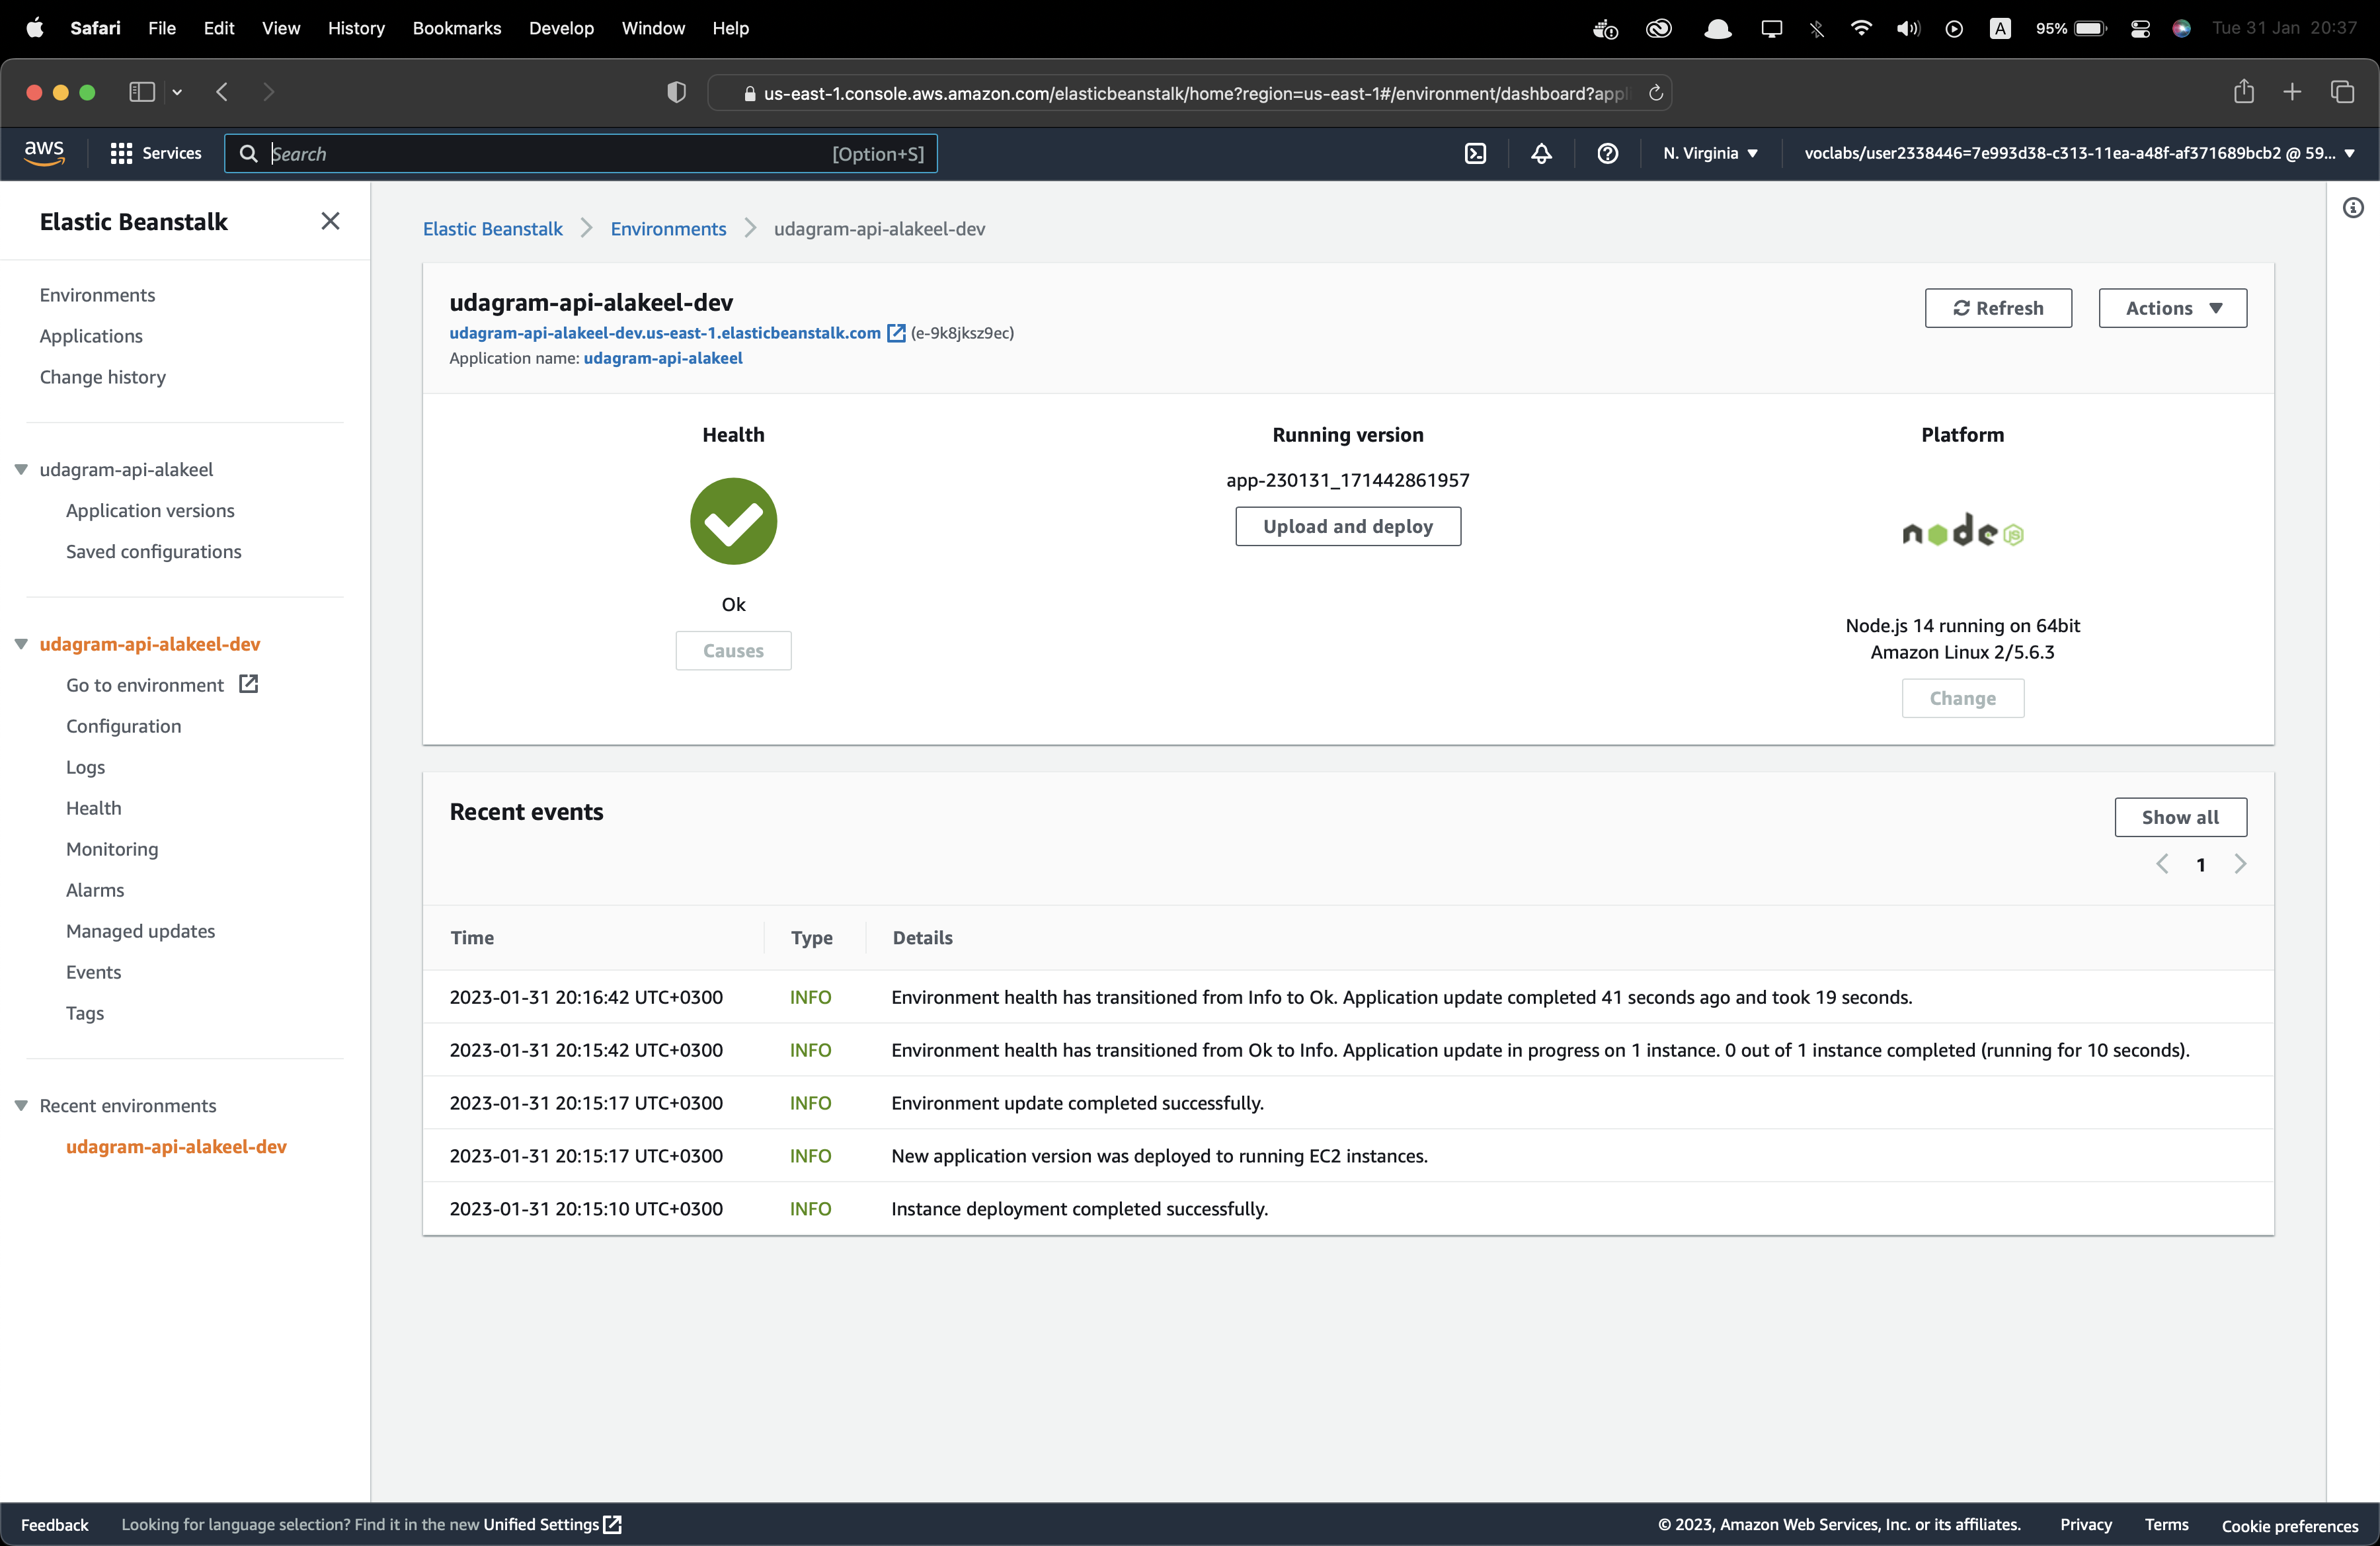 Safari File Edit View History Bookmarks Develop Window Help A 95% Tue 31 Jan 20:37
us-east-1.console.aws.amazon.com/elasticbeanstalk/home?region=us-east-1#/environment/dashboard?appl
aws Services Search [Option+S] N. Virginia voclabs/user2338446=7e993d38-c313-11ea-a48f-af371689bcb2 @ 59...
Elastic Beanstalk
Environments
Applications
Change history
udagram-api-alakeel
Application versions
Saved configurations
udagram-api-alakeel-dev
Go to environment
Configuration
Logs
Health
Monitoring
Alarms
Managed updates
Events
Tags
Recent environments
udagram-api-alakeel-dev
Elastic Beanstalk Environments udagram-api-alakeel-dev
udagram-api-alakeel-dev
udagram-api-alakeel-dev.us-east-1.elasticbeanstalk.com (e-9k8jksz9ec)
Application name: udagram-api-alakeel
Refresh Actions
Health
Ok
Causes
Running version
app-230131_171442861957
Upload and deploy
Platform
node JS
Node.js 14 running on 64bit
Amazon Linux 2/5.6.3
Change
Recent events
Show all
1
Time Type Details
2023-01-31 20:16:42 UTC+0300 INFO Environment health has transitioned from Info to Ok. Application update completed 41 seconds ago and took 19 seconds.
2023-01-31 20:15:42 UTC+0300 INFO Environment health has transitioned from Ok to Info. Application update in progress on 1 instance. 0 out of 1 instance completed (running for 10 seconds).
2023-01-31 20:15:17 UTC+0300 INFO Environment update completed successfully.
2023-01-31 20:15:17 UTC+0300 INFO New application version was deployed to running EC2 instances.
2023-01-31 20:15:10 UTC+0300 INFO Instance deployment completed successfully.
Feedback Looking for language selection? Find it in the new Unified Settings © 2023, Amazon Web Services, Inc. or its affiliates. Privacy Terms Cookie preferences